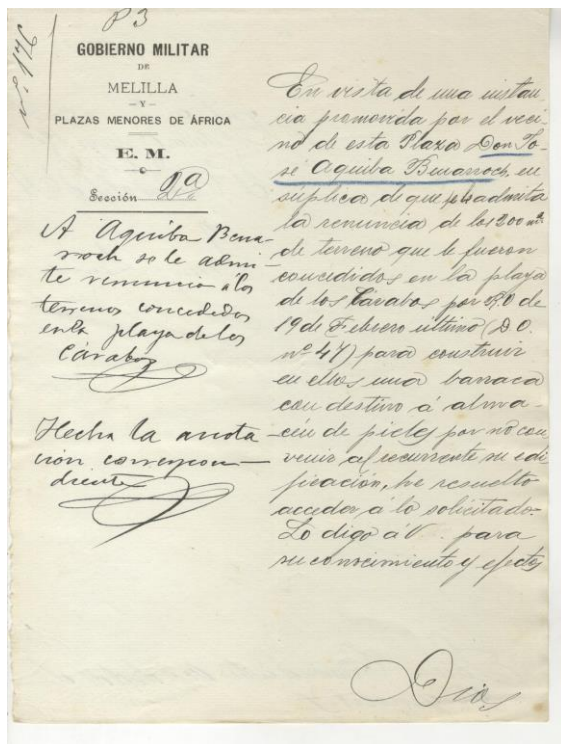 P3
nº 176
GOBIERNO MILITAR
DE
MELILLA
— Y —
PLAZAS MENORES DE ÁFRICA
E. M.
Sección 2ª
A Aquiba Bena-
rroch se le admi-
te renuncia a los
terrenos concedidos
en la playa de los
Cárabos
Hecha la anota-
ción correspon-
diente
En vista de una instan-
cia promovida por el veci-
no de esta Plaza Don Jo-
sé Aquiba Benarroch, en
súplica de que se le admita
la renuncia de los 200 m²
de terreno que le fueron
concedidos en la playa
de los Cárabos por R.O. de
19 de Febrero último (D.O.
nº 47) para construir
en ellos una barraca
con destino á alma-
cén de pieles por no con
venir al recurrente su edi
ficación, he resuelto
acceder á lo solicitado=
Lo digo á V. para
su conocimiento y efectos
Dios